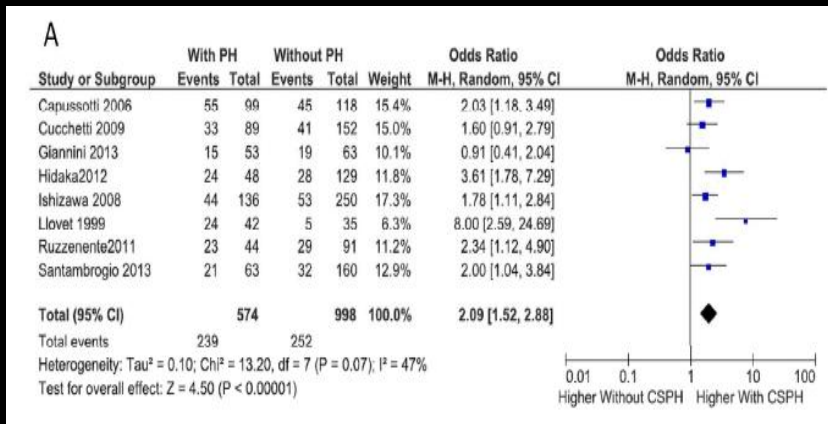 A
With PH Without PH Odds Ratio Odds Ratio
Study or Subgroup Events Total Events Total Weight M-H, Random, 95% CI M-H, Random, 95% CI
Capussotti 2006 55 99 45 118 15.4% 2.03 [1.18, 3.49]
Cucchetti 2009 33 89 41 152 15.0% 1.60 [0.91, 2.79]
Giannini 2013 15 53 19 63 10.1% 0.91 [0.41, 2.04]
Hidaka2012 24 48 28 129 11.8% 3.61 [1.78, 7.29]
Ishizawa 2008 44 136 53 250 17.3% 1.78 [1.11, 2.84]
Llovet 1999 24 42 5 35 6.3% 8.00 [2.59, 24.69]
Ruzzenente2011 23 44 29 91 11.2% 2.34 [1.12, 4.90]
Santambrogio 2013 21 63 32 160 12.9% 2.00 [1.04, 3.84]
Total (95% CI) 574 998 100.0% 2.09 [1.52, 2.88]
Total events 239 252
Heterogeneity: Tau² = 0.10; Chi² = 13.20, df = 7 (P = 0.07); I² = 47%
Test for overall effect: Z = 4.50 (P < 0.00001)
0.01 0.1 1 10 100
Higher Without CSPH Higher With CSPH